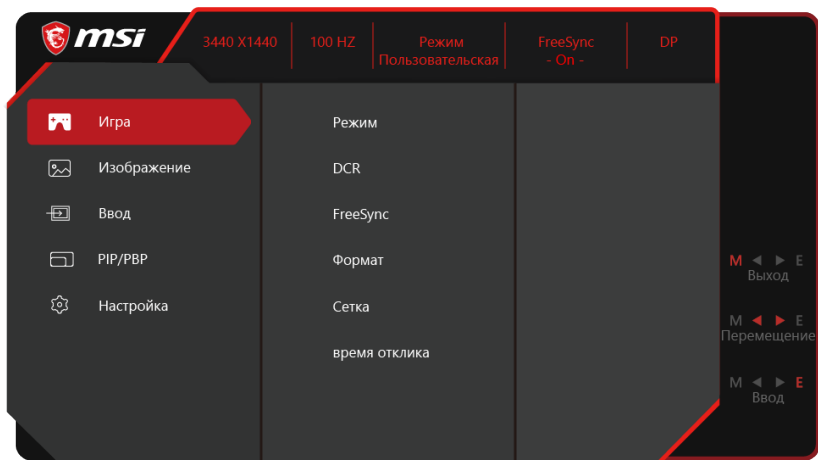 msi
3440 X1440
100 HZ
Режим
Пользовательская
FreeSync
- On -
DP
Игра
Изображение
Ввод
PIP/PBP
Настройка
Режим
DCR
FreeSync
Формат
Сетка
время отклика
M ◀ ▶ E
Выход
M ◀ ▶ E
Перемещение
M ◀ ▶ E
Ввод